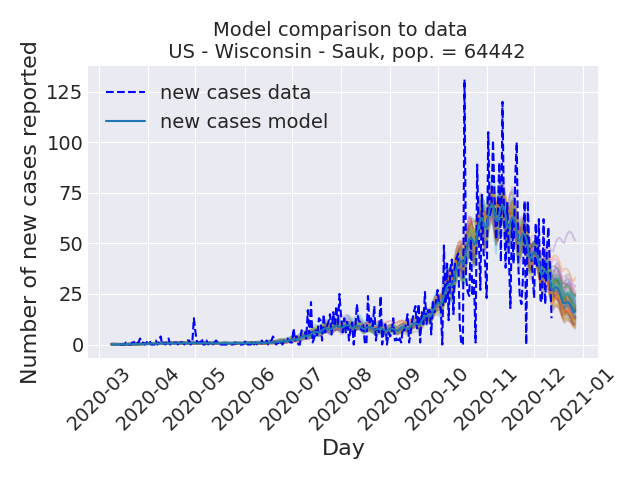 Model comparison to data
US - Wisconsin - Sauk, pop. = 64442
Number of new cases reported
125
100
75
50
25
0
new cases data
new cases model
2020-03
2020-04
2020-05
2020-06
2020-07
2020-08
2020-09
2020-10
2020-11
2020-12
2021-01
Day